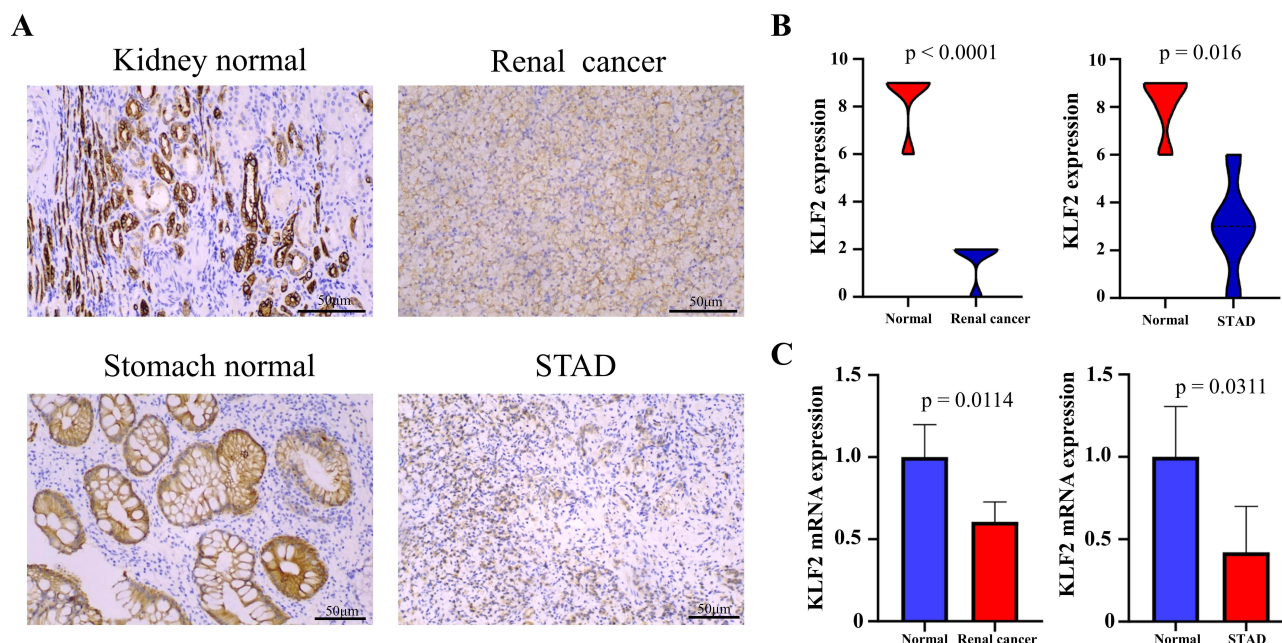 A
Kidney normal
Renal cancer
50μm
50μm
Stomach normal
STAD
50μm
50μm
B
p < 0.0001
10
8
6
4
2
0
KLF2 expression
Normal
Renal cancer
p = 0.016
10
8
6
4
2
0
KLF2 expression
Normal
STAD
C
p = 0.0114
1.5
1.0
0.5
0
KLF2 mRNA expression
Normal
Renal cancer
p = 0.0311
1.5
1.0
0.5
0
KLF2 mRNA expression
Normal
STAD